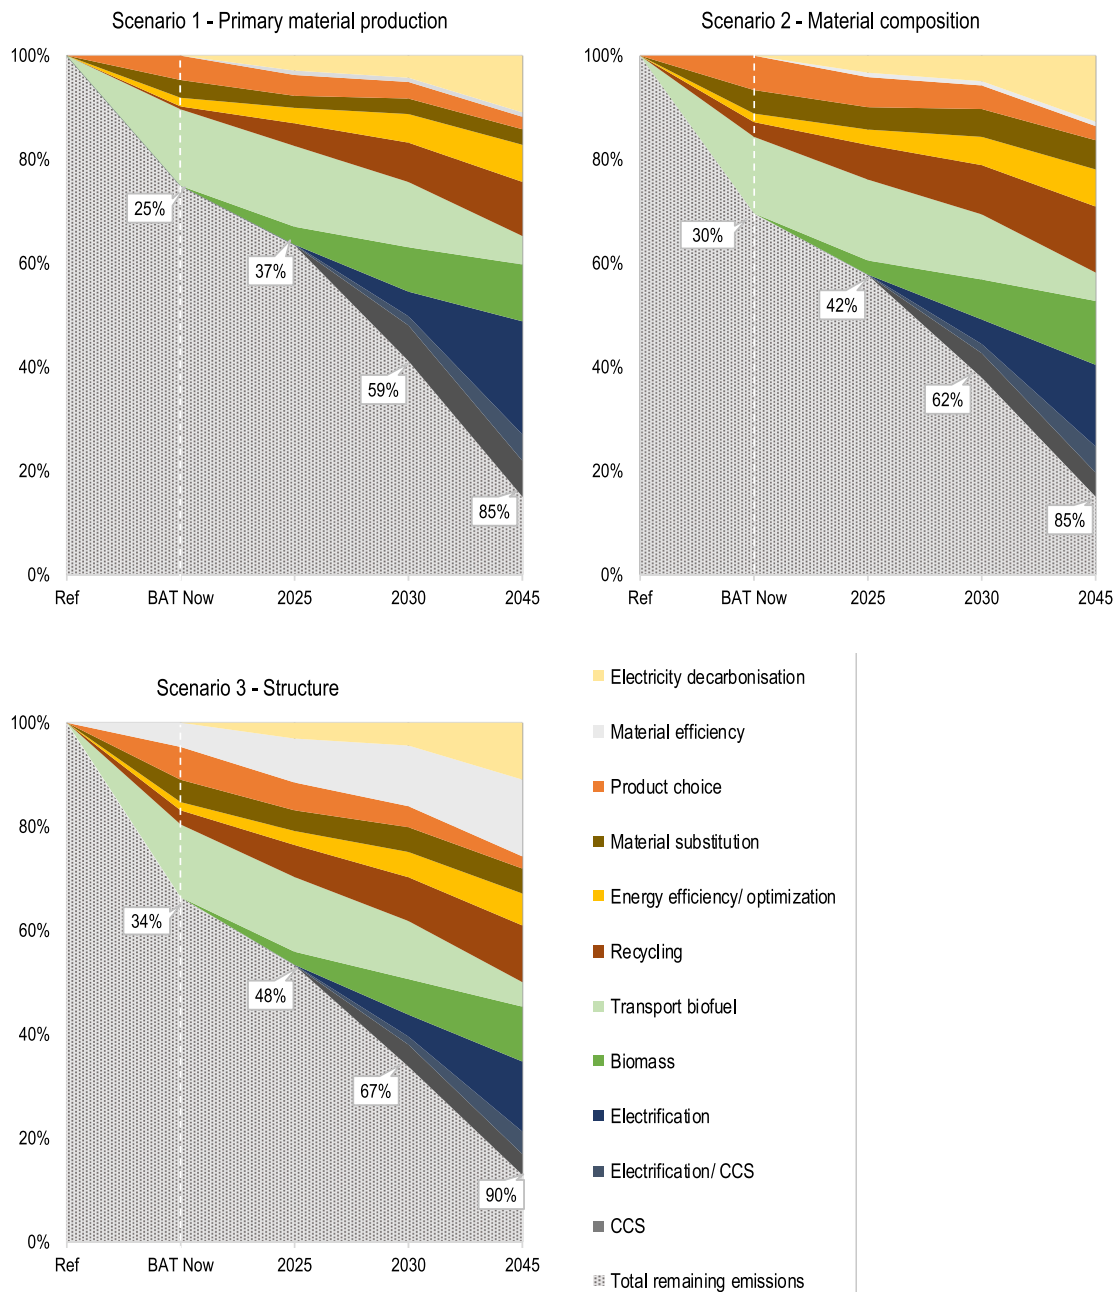 Scenario 1 - Primary material production
100%
80%
60%
40%
20%
0%
25%
37%
59%
85%
Ref
BAT Now
2025
2030
2045
Scenario 2 - Material composition
100%
80%
60%
40%
20%
0%
30%
42%
62%
85%
Ref
BAT Now
2025
2030
2045
Scenario 3 - Structure
100%
80%
60%
40%
20%
0%
34%
48%
67%
90%
Ref
BAT Now
2025
2030
2045
Electricity decarbonisation
Material efficiency
Product choice
Material substitution
Energy efficiency/ optimization
Recycling
Transport biofuel
Biomass
Electrification
Electrification/ CCS
CCS
Total remaining emissions